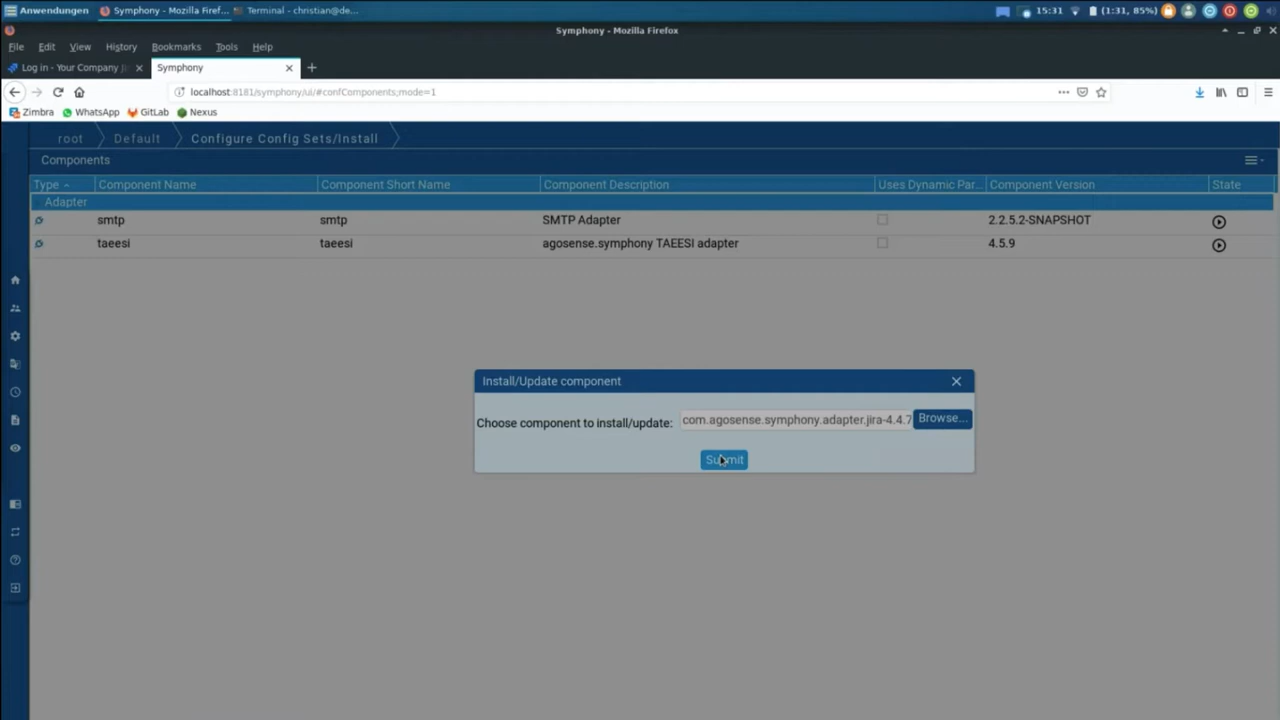 Anwendungen Symphony - Mozilla Firef... Terminal - christian@de... 15:31 (1:31, 85%)
Symphony - Mozilla Firefox
File Edit View History Bookmarks Tools Help
Log in - Your Company Symphony
localhost:8181/symphony/ui/#confComponents;mode=1
Zimbra WhatsApp GitLab Nexus
root Default Configure Config Sets/Install
Components
Type Component Name Component Short Name Component Description Uses Dynamic Par... Component Version State
Adapter
smtp smtp SMTP Adapter 2.2.5.2-SNAPSHOT
taeesi taeesi agosense.symphony TAEESI adapter 4.5.9
Install/Update component
Choose component to install/update: com.agosense.symphony.adapter.jira-4.4.7 Browse...
Submit